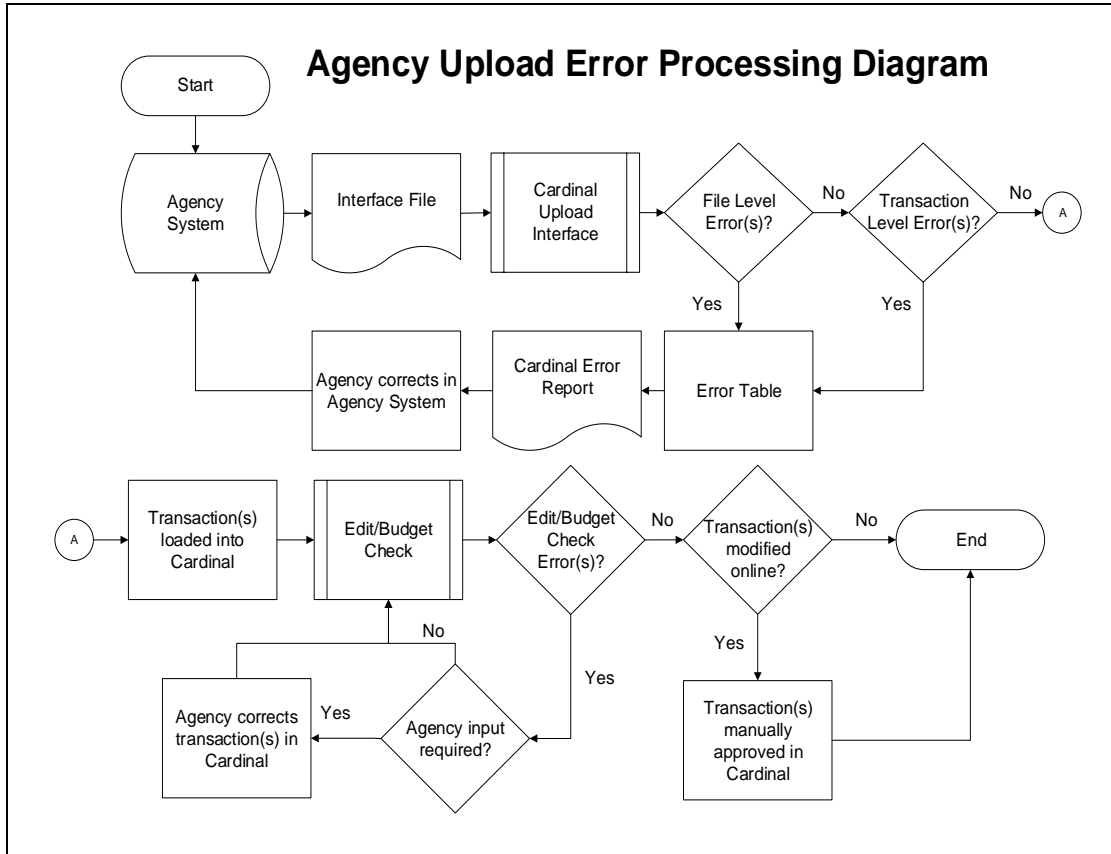 Agency Upload Error Processing Diagram
Start
Agency
System
Interface File
Cardinal
Upload
Interface
File Level
Error(s)?
No
Transaction
Level Error(s)?
No
A
Yes
Yes
Agency corrects in
Agency System
Cardinal Error
Report
Error Table
A
Transaction(s)
loaded into
Cardinal
Edit/Budget
Check
Edit/Budget
Check
Error(s)?
No
Transaction(s)
modified
online?
No
End
No
Yes
Yes
Agency corrects
transaction(s) in
Cardinal
Yes
Agency input
required?
Transaction(s)
manually
approved in
Cardinal